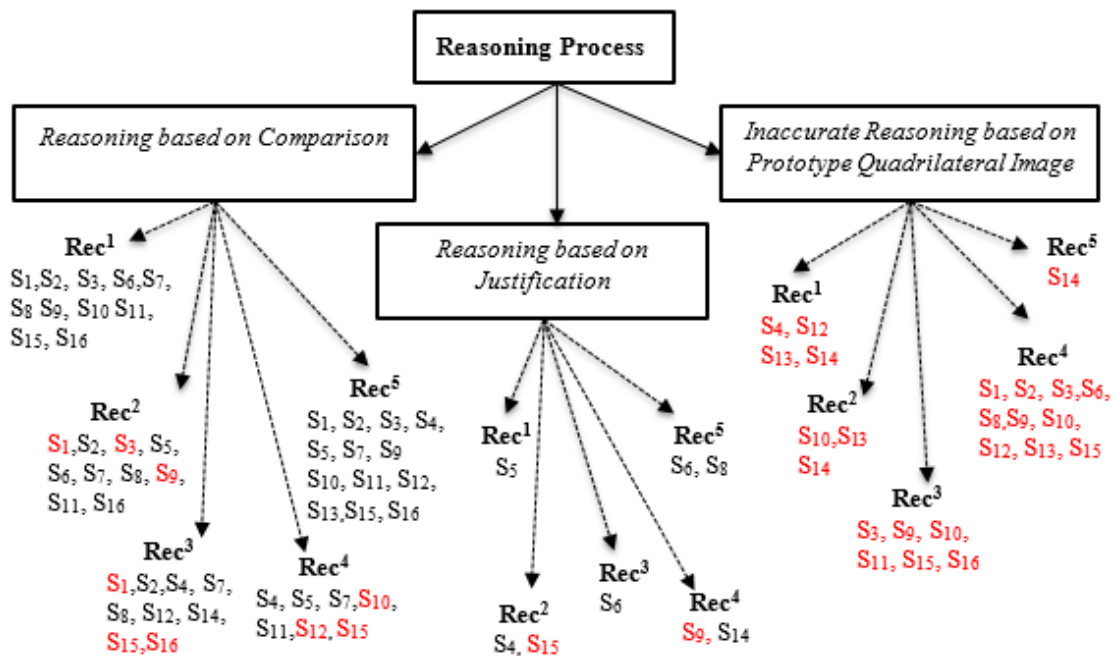 Reasoning Process
Reasoning based on Comparison
Inaccurate Reasoning based on
Prototype Quadrilateral Image
Reasoning based on
Justification
Rec¹
S₁,S₂, S₃, S₆,S₇,
S₈ S₉, S₁₀ S₁₁,
S₁₅, S₁₆
Rec²
S₁,S₂, S₃, S₅,
S₆, S₇, S₈, S₉,
S₁₁, S₁₆
Rec³
S₁,S₂,S₄, S₇,
S₈, S₁₂, S₁₄,
S₁₅,S₁₆
Rec⁴
S₄, S₅, S₇,S₁₀,
S₁₁,S₁₂, S₁₅
Rec⁵
S₁, S₂, S₃, S₄,
S₅, S₇, S₉
S₁₀, S₁₁, S₁₂,
S₁₃,S₁₅, S₁₆
Rec¹
S₅
Rec²
S₄, S₁₅
Rec³
S₆
Rec⁴
S₉, S₁₄
Rec⁵
S₆, S₈
Rec¹
S₄, S₁₂
S₁₃, S₁₄
Rec²
S₁₀,S₁₃
S₁₄
Rec³
S₃, S₉, S₁₀,
S₁₁, S₁₅, S₁₆
Rec⁴
S₁, S₂, S₃,S₆,
S₈,S₉, S₁₀,
S₁₂, S₁₃, S₁₅
Rec⁵
S₁₄